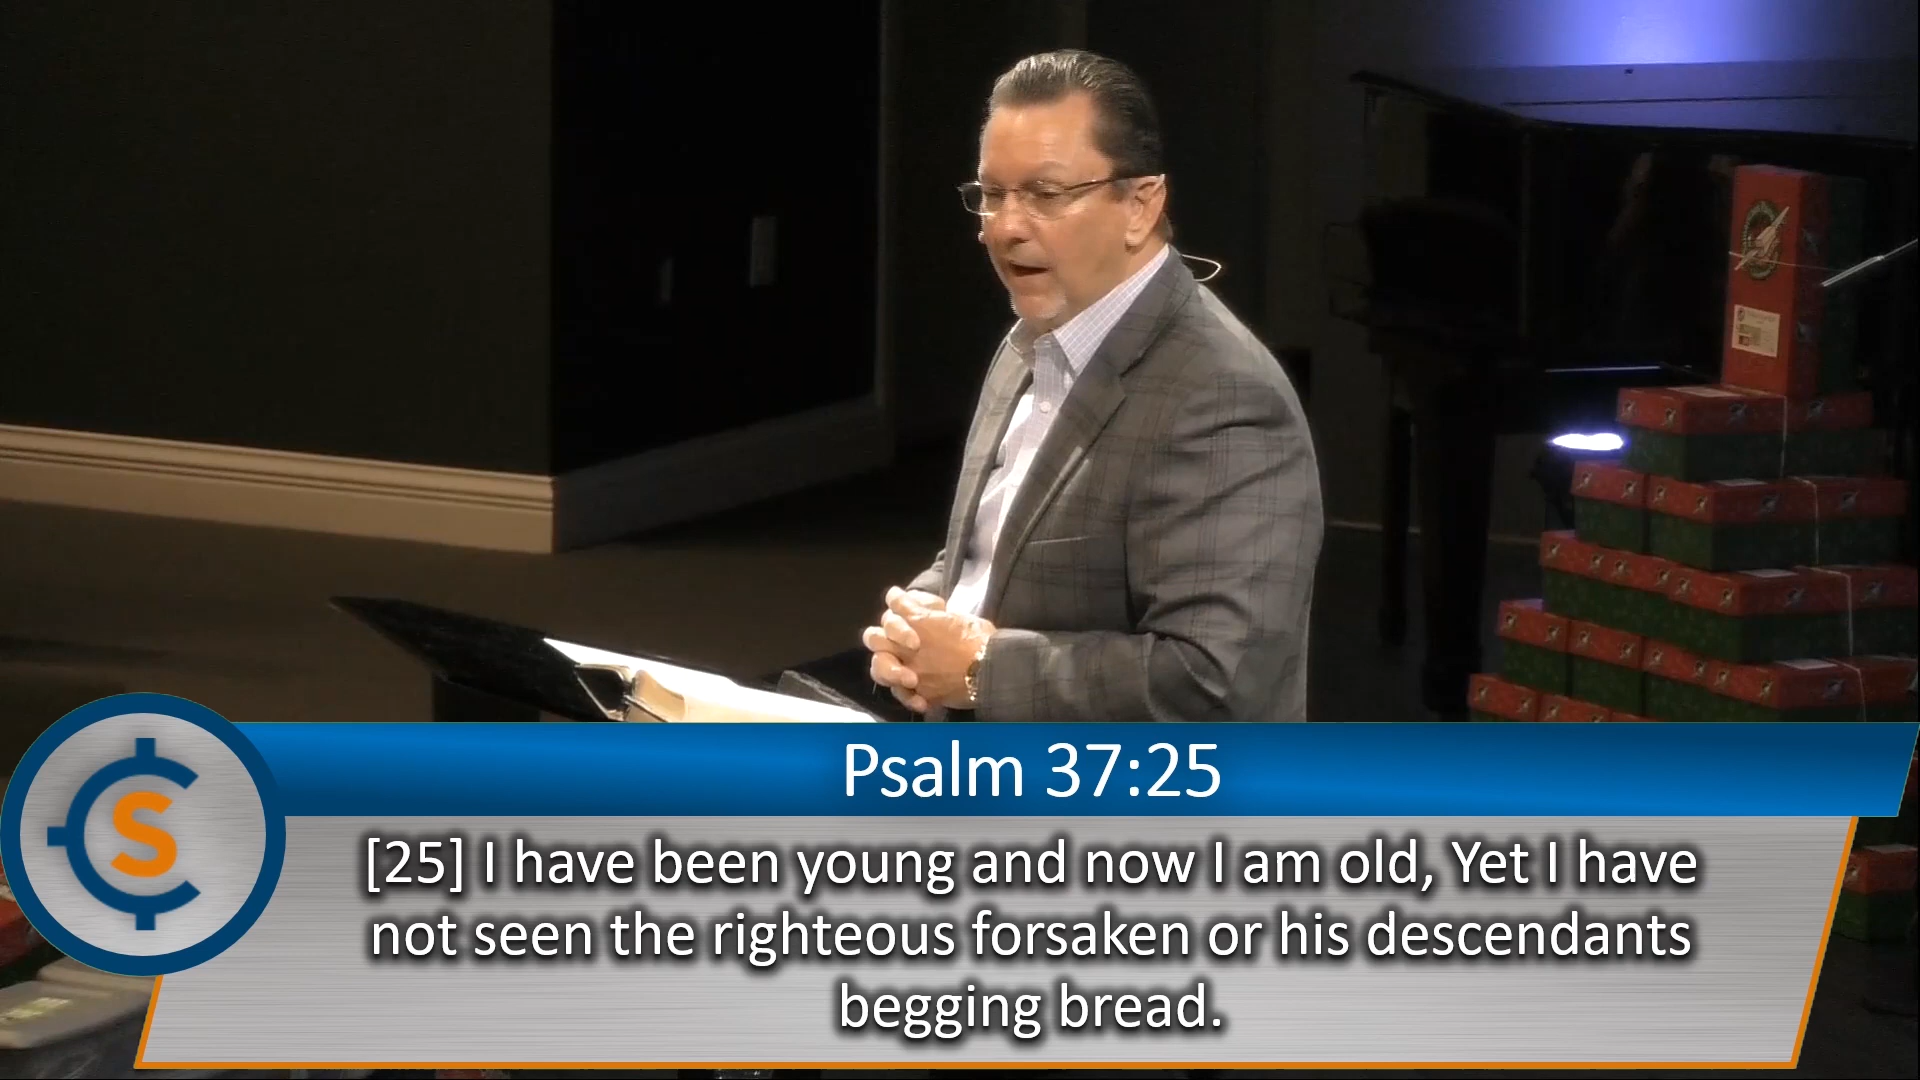 Psalm 37:25
S
[25] I have been young and now I am old, Yet I have
not seen the righteous forsaken or his descendants
begging bread.